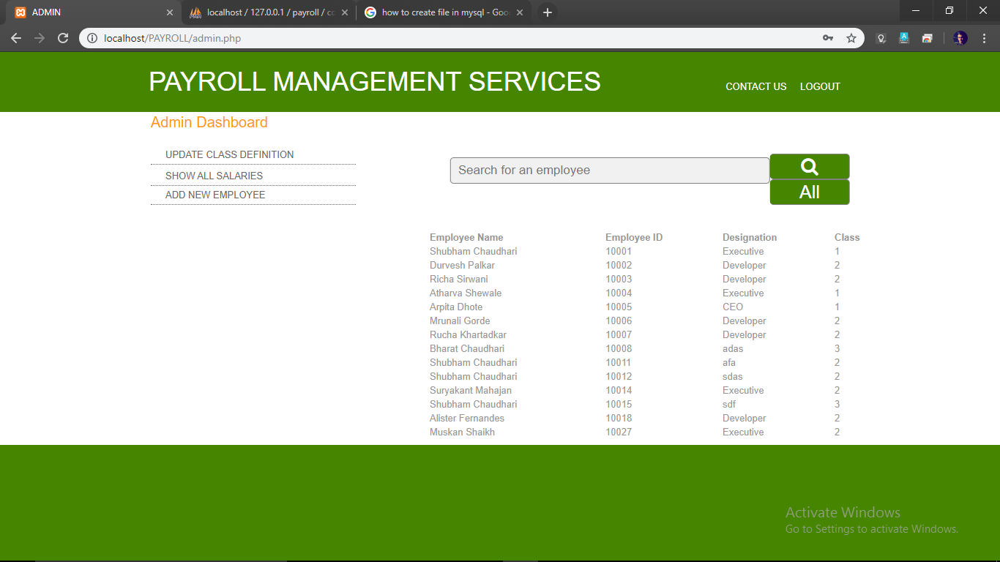 ADMIN
localhost / 127.0.0.1 / payroll / co
how to create file in mysql - Goo
localhost/PAYROLL/admin.php
PAYROLL MANAGEMENT SERVICES
CONTACT US LOGOUT
Admin Dashboard
UPDATE CLASS DEFINITION
SHOW ALL SALARIES
ADD NEW EMPLOYEE
Search for an employee
All
Employee Name Employee ID Designation Class
Shubham Chaudhari 10001 Executive 1
Durvesh Palkar 10002 Developer 2
Richa Sirwani 10003 Developer 2
Atharva Shewale 10004 Executive 1
Arpita Dhote 10005 CEO 1
Mrunali Gorde 10006 Developer 2
Rucha Khartadkar 10007 Developer 2
Bharat Chaudhari 10008 adas 3
Shubham Chaudhari 10011 afa 2
Shubham Chaudhari 10012 sdas 2
Suryakant Mahajan 10014 Executive 2
Shubham Chaudhari 10015 sdf 3
Alister Fernandes 10018 Developer 2
Muskan Shaikh 10027 Executive 2
Activate Windows
Go to Settings to activate Windows.